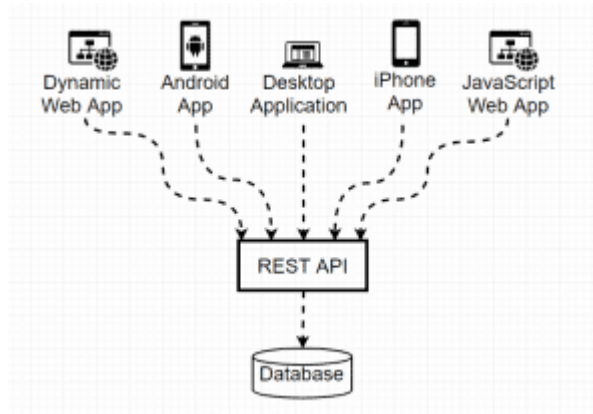 Dynamic
Web App
Android
App
Desktop
Application
iPhone
App
JavaScript
Web App
REST API
Database